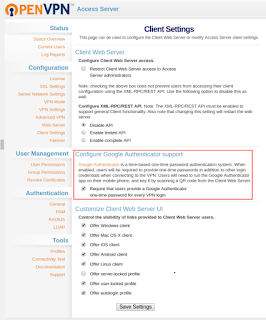 OPENVPN™ Access Server
Status
Status Overview
Current Users
Log Reports
Configuration
License
SSL Settings
Server Network Settings
VPN Mode
VPN Settings
Advanced VPN
Web Server
Client Settings
Failover
User Management
User Permissions
Group Permissions
Revoke Certificates
Authentication
General
PAM
RADIUS
LDAP
Tools
Profiles
Connectivity Test
Documentation
Support
Client Settings
This page can be used to configure the Client Web Server or modify Access Server client settings.
Client Web Server
Configure Client Web Server access.
Restrict Client Web Server access to Access
Server administrators
Note: checking the above box does not prevent users from accessing their client
configuration using the XML-RPC/REST API. Use the following option to disable this as
well.
Configure XML-RPC/REST API. Note: The XML-RPC/REST API must be enabled to
support general Client functionality. Also note that changing this setting will restart the web
server.
Disable API
Enable limited API
Enable complete API
Configure Google Authenticator support
Google Authenticator is a time-based one-time password authentication system. When
enabled, users will be required to provide one-time passwords in addition to other login
credentials when connecting to the VPN. Users will need to run the Google Authenticator
app on their mobile phone, and key it by scanning a QR code from the Client Web Server.
Require that users provide a Google Authenticator
one-time password for every VPN login
Customize Client Web Server UI
Control the visibility of links provided to Client Web Server users.
Offer Windows client
Offer Mac OS X client
Offer iOS client
Offer Android client
Offer Linux client
Offer server-locked profile
Offer user-locked profile
Offer autologin profile
Save Settings